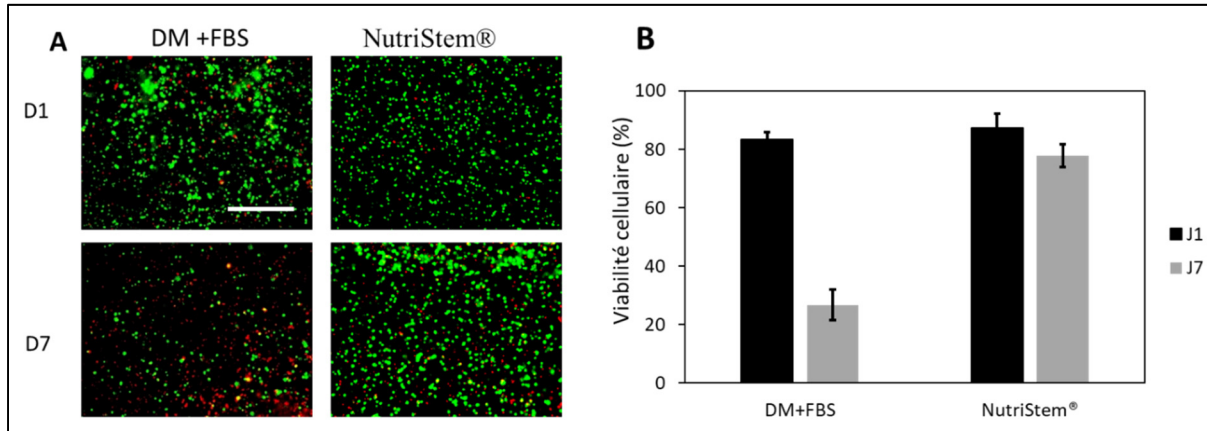 A
DM +FBS
NutriStem®
D1
D7
B
Viabilité cellulaire (%)
100
80
60
40
20
0
DM+FBS
NutriStem®
J1
J7